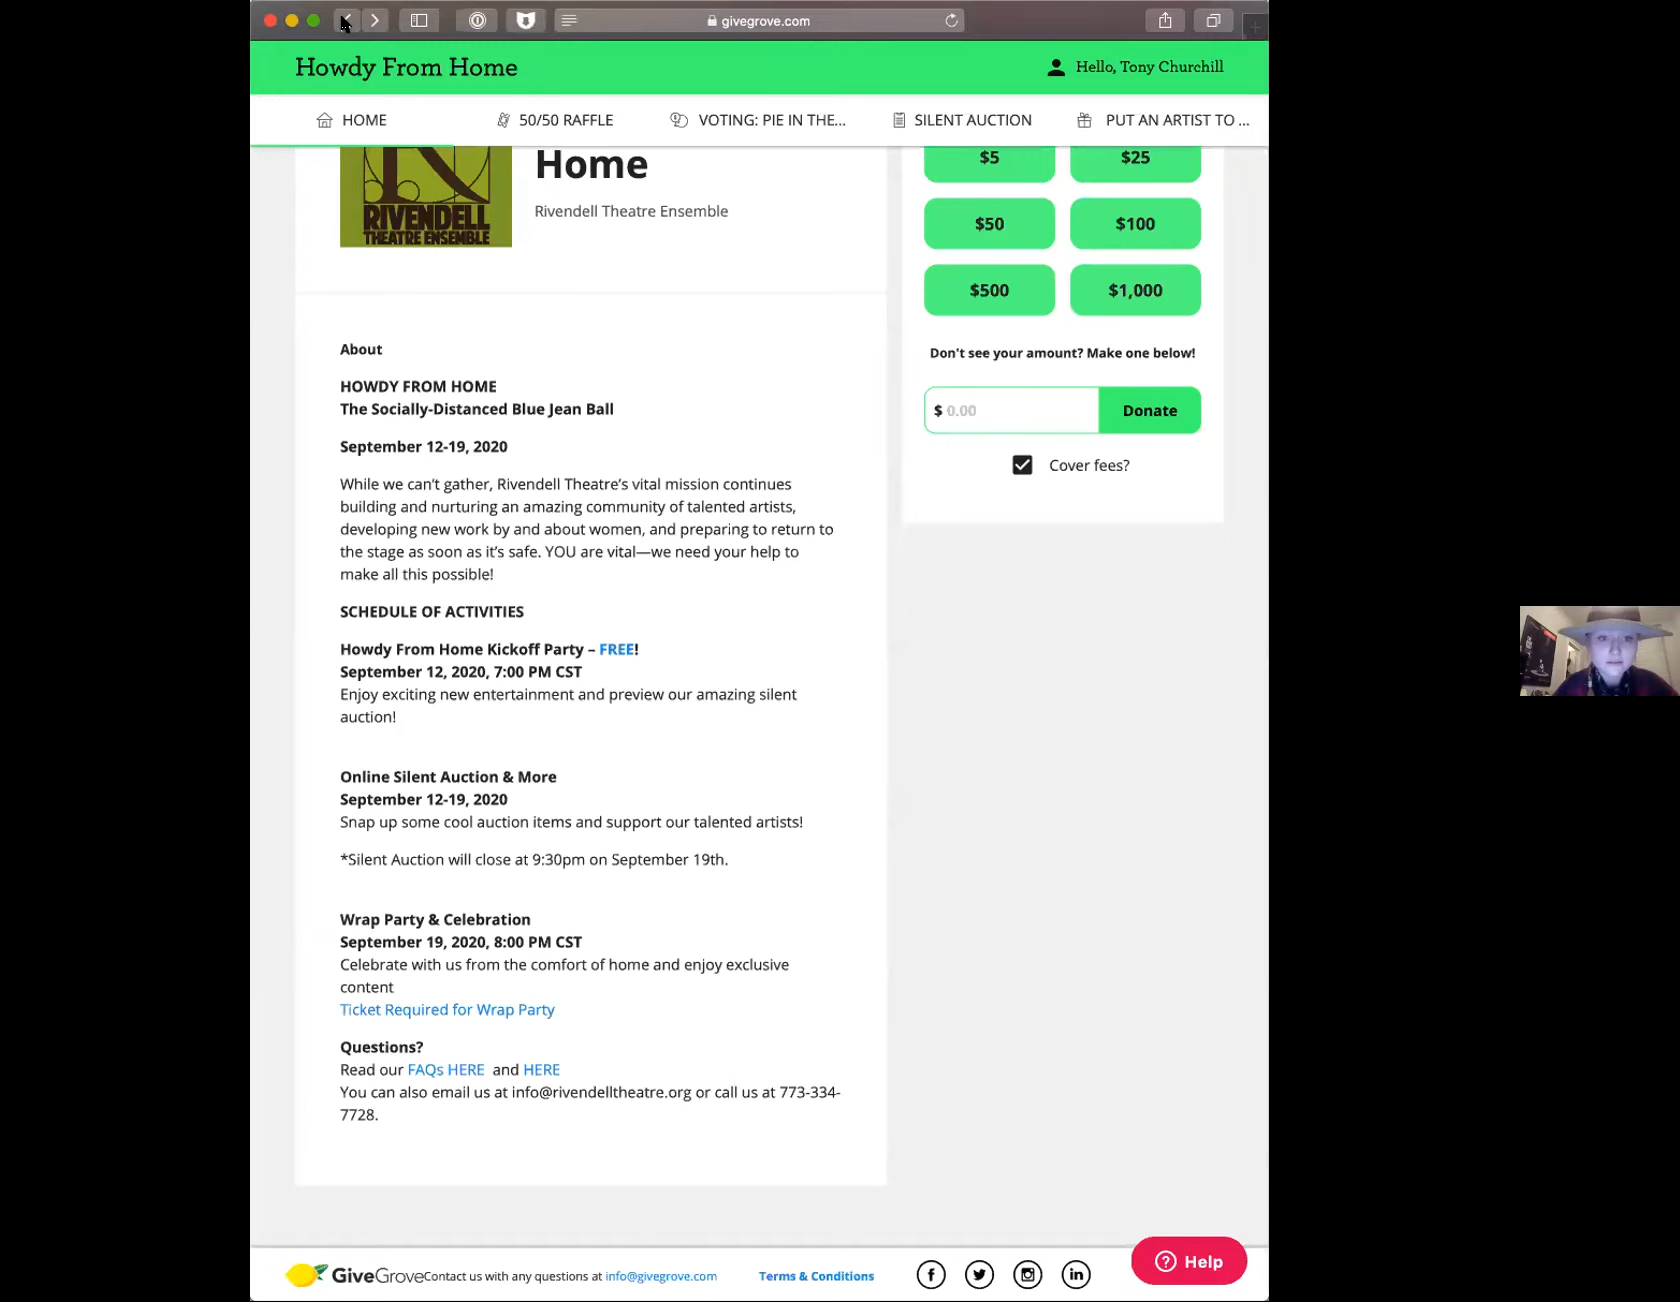 givegrove.com
Howdy From Home
Hello, Tony Churchill
HOME
50/50 RAFFLE
VOTING: PIE IN THE...
SILENT AUCTION
PUT AN ARTIST TO ...
RIVENDELL
THEATRE ENSEMBLE
Home
Rivendell Theatre Ensemble
$5
$25
$50
$100
$500
$1,000
Don't see your amount? Make one below!
$ 0.00
Donate
Cover fees?
About
HOWDY FROM HOME
The Socially-Distanced Blue Jean Ball
September 12-19, 2020
While we can’t gather, Rivendell Theatre’s vital mission continues
building and nurturing an amazing community of talented artists,
developing new work by and about women, and preparing to return to
the stage as soon as it’s safe. YOU are vital—we need your help to
make all this possible!
SCHEDULE OF ACTIVITIES
Howdy From Home Kickoff Party – FREE!
September 12, 2020, 7:00 PM CST
Enjoy exciting new entertainment and preview our amazing silent
auction!
Online Silent Auction & More
September 12-19, 2020
Snap up some cool auction items and support our talented artists!
*Silent Auction will close at 9:30pm on September 19th.
Wrap Party & Celebration
September 19, 2020, 8:00 PM CST
Celebrate with us from the comfort of home and enjoy exclusive
content
Ticket Required for Wrap Party
Questions?
Read our FAQs HERE and HERE
You can also email us at info@rivendelltheatre.org or call us at 773-334-
7728.
GiveGrove
Contact us with any questions at info@givegrove.com
Terms & Conditions
Help